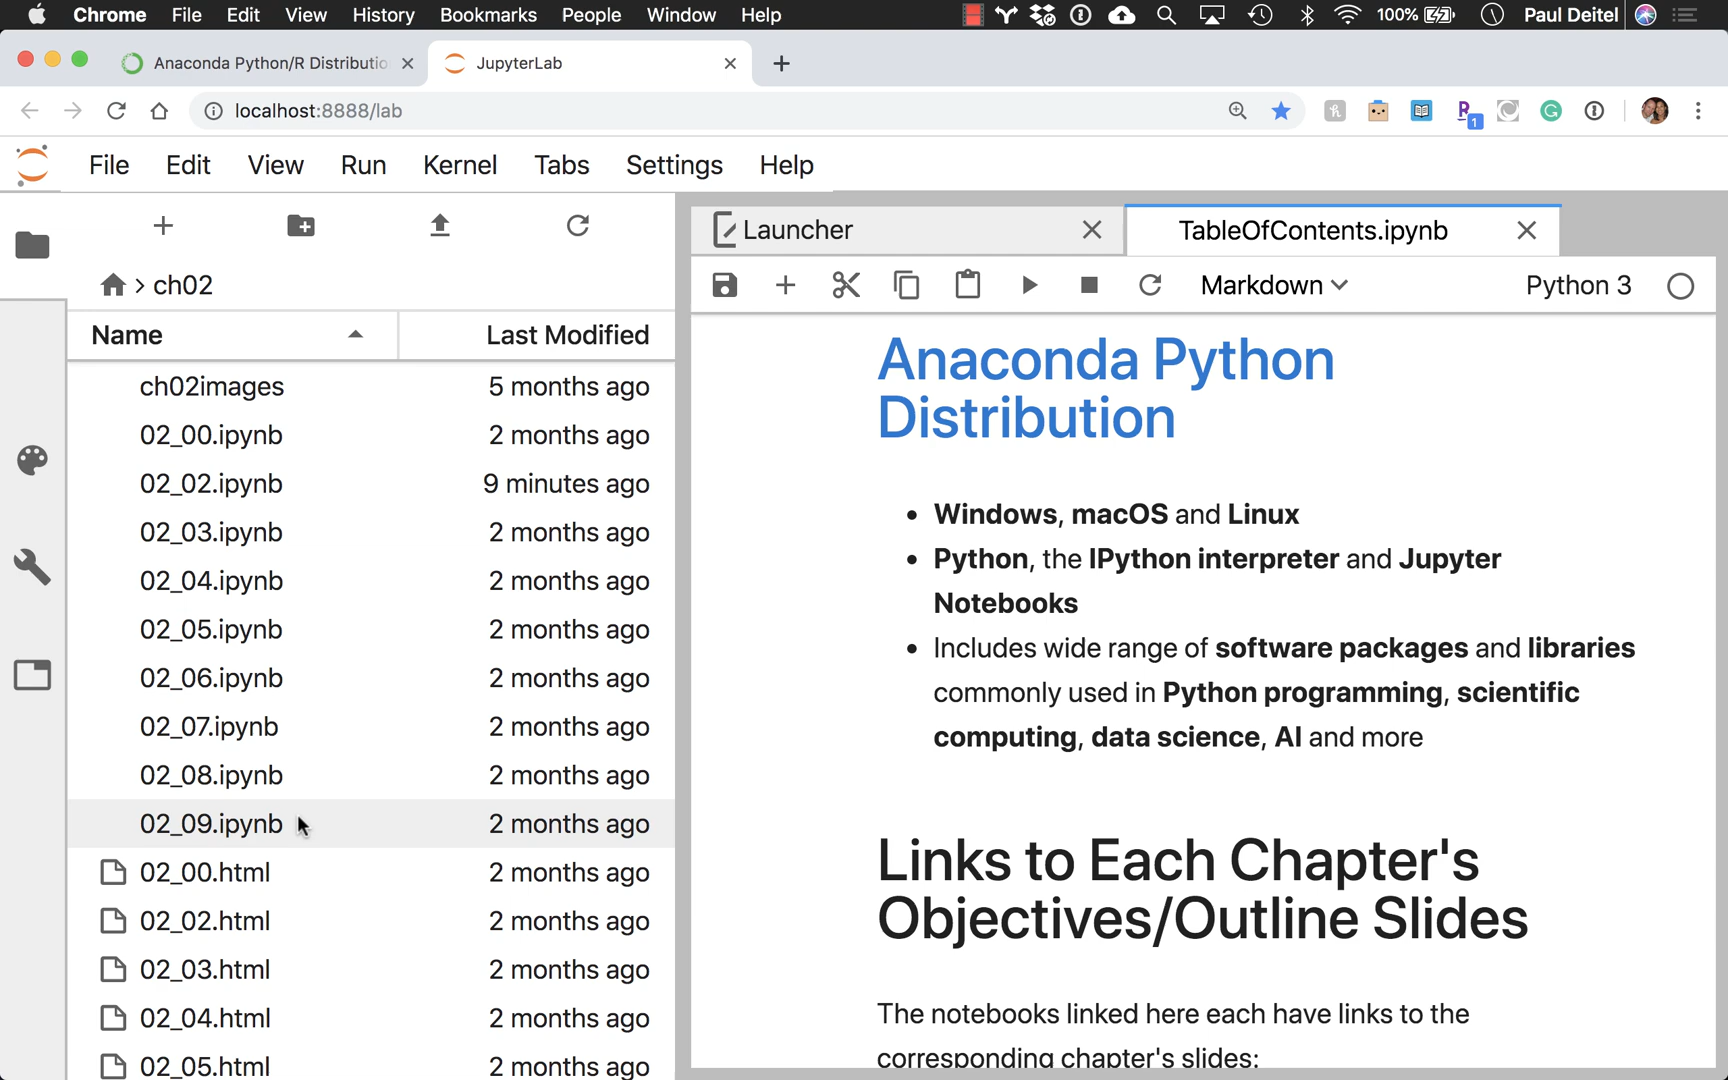 Chrome File Edit View History Bookmarks People Window Help 100% Paul Deitel
Anaconda Python/R Distributio
JupyterLab
localhost:8888/lab
1
File Edit View Run Kernel Tabs Settings Help
Launcher
TableOfContents.ipynb
> ch02
Markdown
Python 3
Name Last Modified
ch02images 5 months ago
02_00.ipynb 2 months ago
02_02.ipynb 9 minutes ago
02_03.ipynb 2 months ago
02_04.ipynb 2 months ago
02_05.ipynb 2 months ago
02_06.ipynb 2 months ago
02_07.ipynb 2 months ago
02_08.ipynb 2 months ago
02_09.ipynb 2 months ago
02_00.html 2 months ago
02_02.html 2 months ago
02_03.html 2 months ago
02_04.html 2 months ago
02_05.html 2 months ago
Anaconda Python
Distribution
• Windows, macOS and Linux
• Python, the IPython interpreter and Jupyter
Notebooks
• Includes wide range of software packages and libraries
commonly used in Python programming, scientific
computing, data science, AI and more
Links to Each Chapter's
Objectives/Outline Slides
The notebooks linked here each have links to the
corresponding chapter's slides: